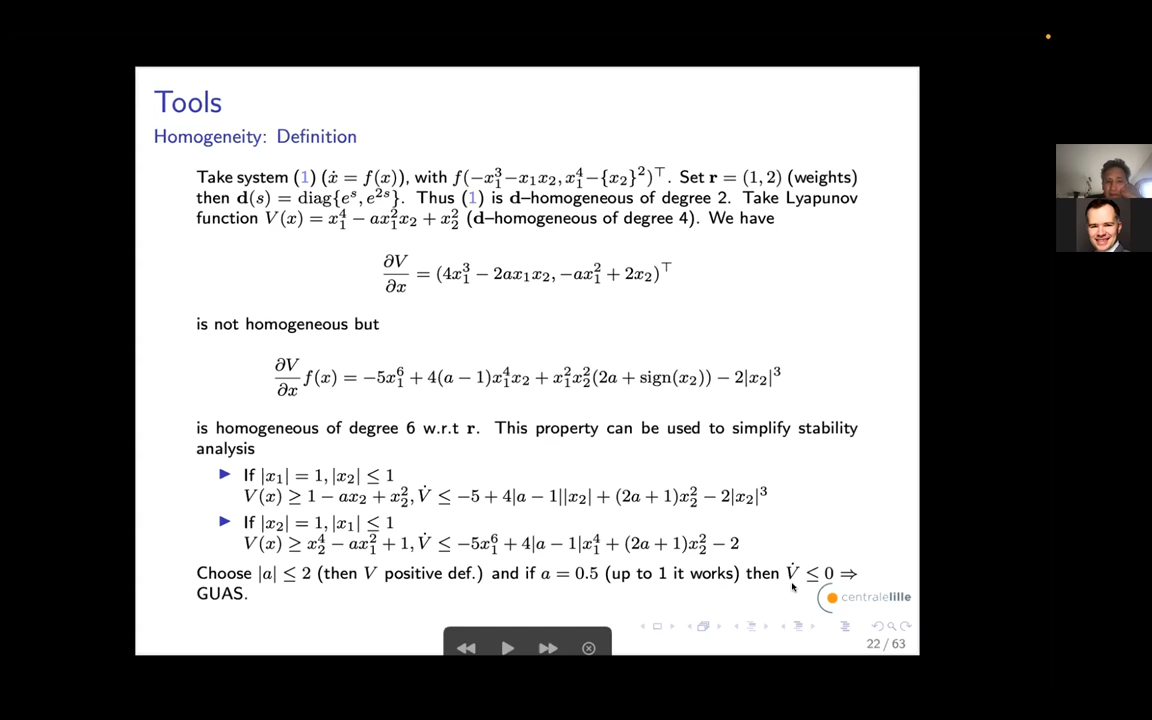 Tools
Homogeneity: Definition
Take system (1) (ẋ = f(x)), with f(−x₁³−x₁x₂, x₁⁴−{x₂}²)⊤. Set r = (1, 2) (weights)
then d(s) = diag{eˢ, e²ˢ}. Thus (1) is d–homogeneous of degree 2. Take Lyapunov
function V(x) = x₁⁴ − ax₁²x₂ + x₂² (d–homogeneous of degree 4). We have
∂V/∂x = (4x₁³ − 2ax₁x₂, −ax₁² + 2x₂)⊤
is not homogeneous but
∂V/∂x f(x) = −5x₁⁶ + 4(a − 1)x₁⁴x₂ + x₁²x₂²(2a + sign(x₂)) − 2|x₂|³
is homogeneous of degree 6 w.r.t r. This property can be used to simplify stability
analysis
▶ If |x₁| = 1, |x₂| ≤ 1
V(x) ≥ 1 − ax₂ + x₂², V̇ ≤ −5 + 4|a − 1||x₂| + (2a + 1)x₂² − 2|x₂|³
▶ If |x₂| = 1, |x₁| ≤ 1
V(x) ≥ x₂⁴ − ax₁² + 1, V̇ ≤ −5x₁⁶ + 4|a − 1|x₁⁴ + (2a + 1)x₂² − 2
Choose |a| ≤ 2 (then V positive def.) and if a = 0.5 (up to 1 it works) then V̇ ≤ 0 ⇒
GUAS.
centralelille
22 / 63